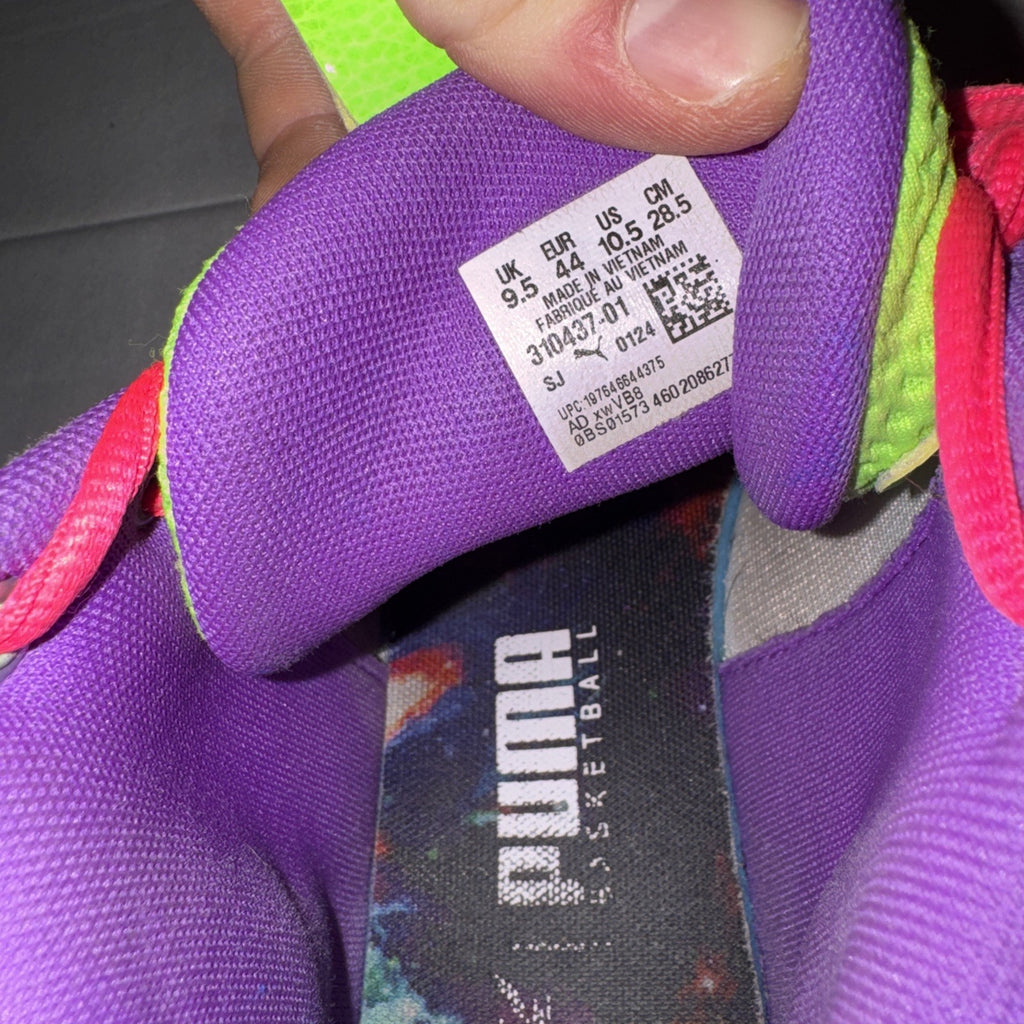 UK EUR US CM
9.5 44 10.5 28.5
MADE IN VIETNAM
FABRIQUÉ AU VIETNAM
310437-01
SJ 0124
UPC:197646644375
AD xwVB8
0BS01573 460208627
PUMA
BASKETBALL